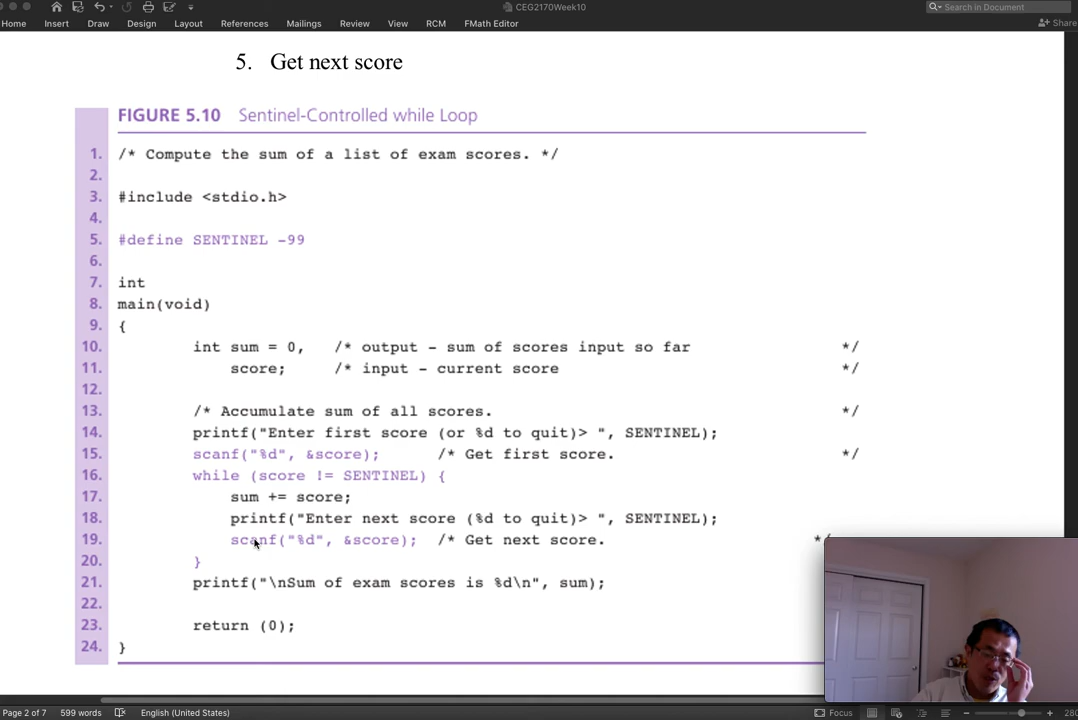 CEG2170Week10
Search in Document
Home Insert Draw Design Layout References Mailings Review View RCM FMath Editor Share
5. Get next score
FIGURE 5.10 Sentinel-Controlled while Loop
1. /* Compute the sum of a list of exam scores. */
2.
3. #include <stdio.h>
4.
5. #define SENTINEL -99
6.
7. int
8. main(void)
9. {
10. int sum = 0, /* output - sum of scores input so far */
11. score; /* input - current score */
12.
13. /* Accumulate sum of all scores. */
14. printf("Enter first score (or %d to quit)> ", SENTINEL);
15. scanf("%d", &score); /* Get first score. */
16. while (score != SENTINEL) {
17. sum += score;
18. printf("Enter next score (%d to quit)> ", SENTINEL);
19. scanf("%d", &score); /* Get next score. */
20. }
21. printf("\nSum of exam scores is %d\n", sum);
22.
23. return (0);
24. }
Page 2 of 7 599 words English (United States) Focus 280